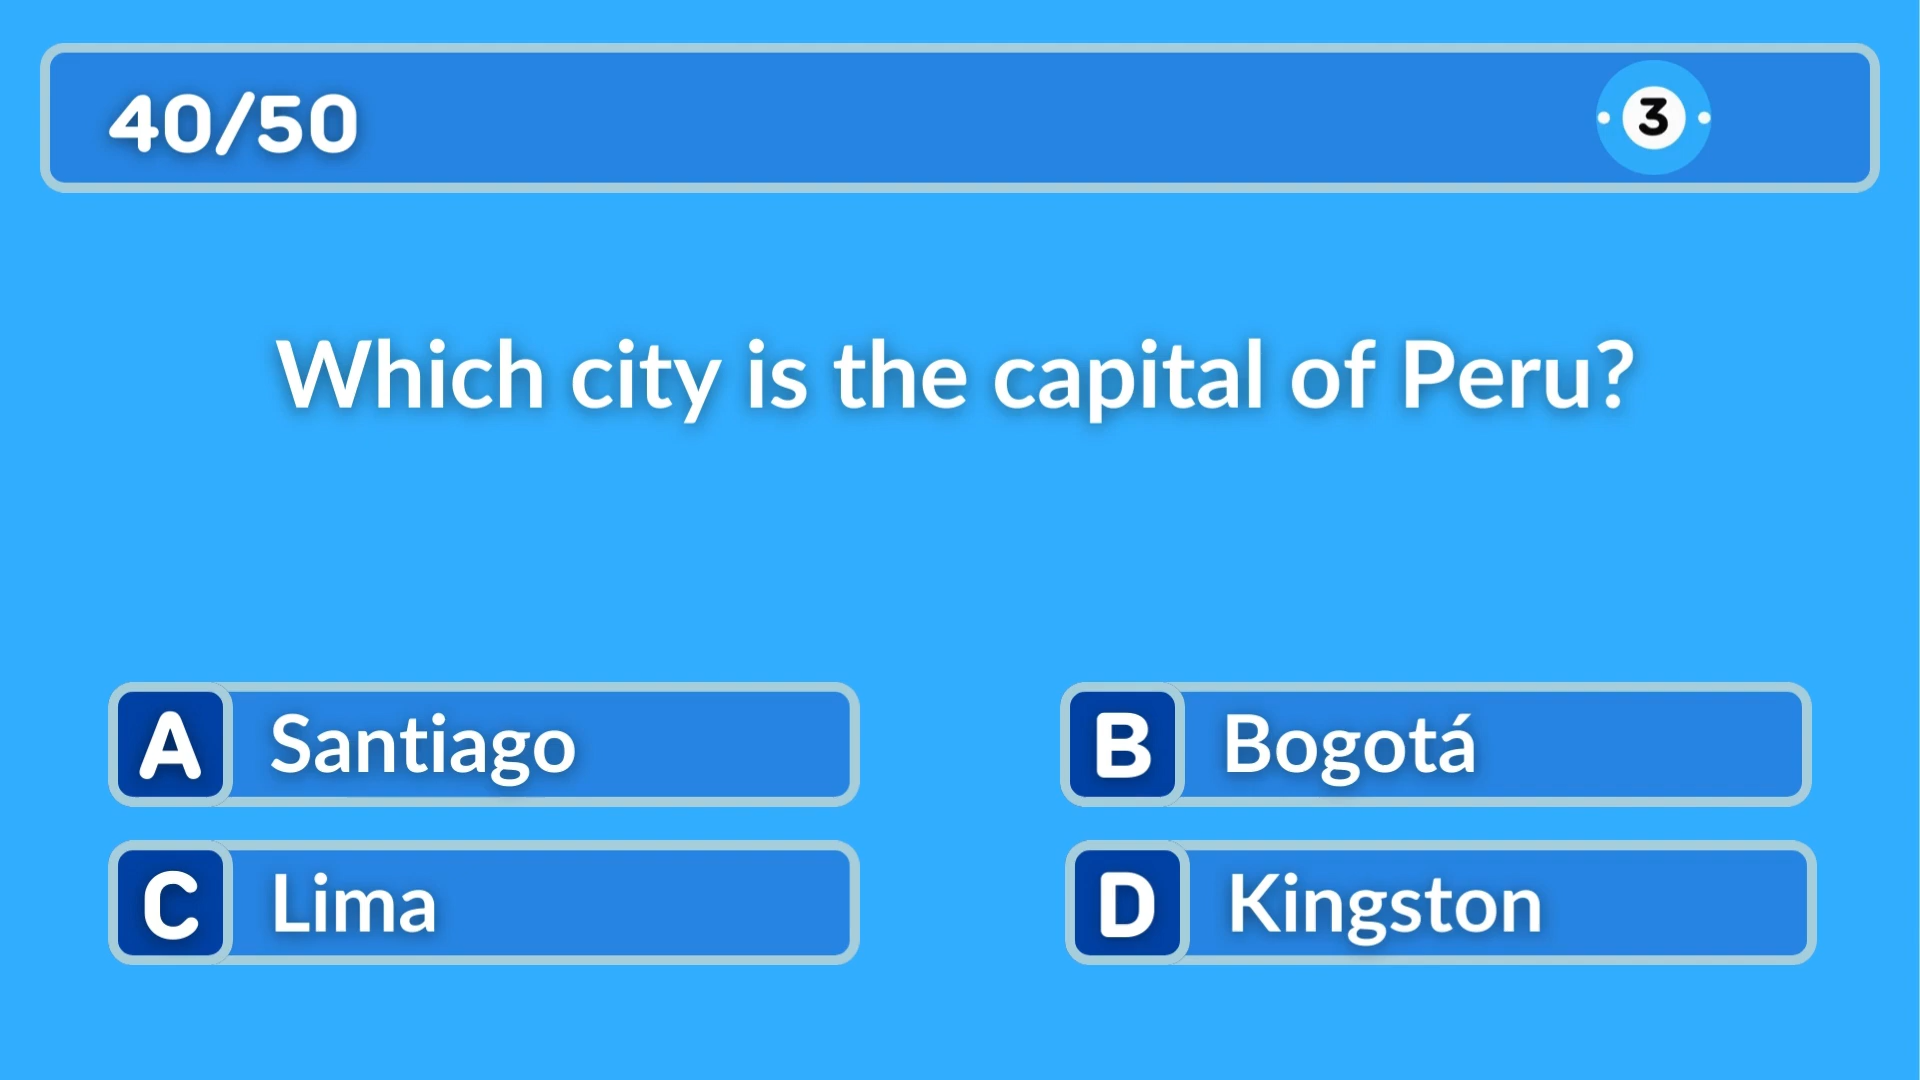 40/50
3
Which city is the capital of Peru?
A Santiago
B Bogotá
C Lima
D Kingston